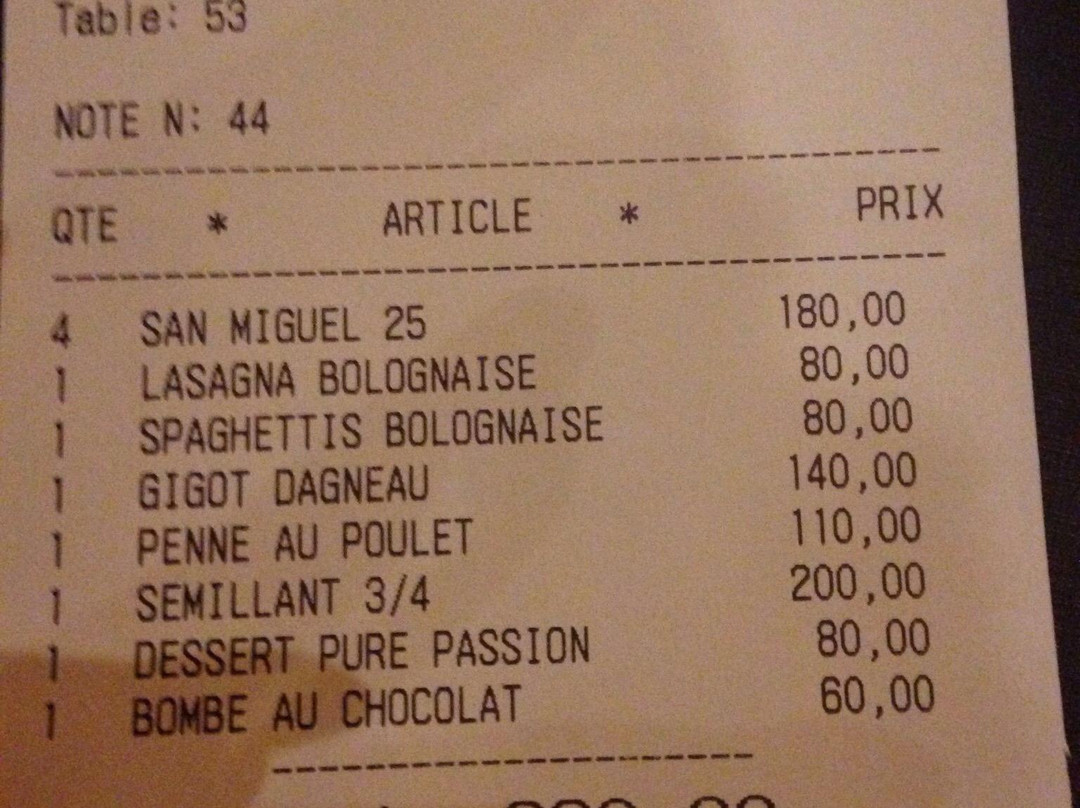 Table: 53
NOTE N: 44
QTE * ARTICLE * PRIX
4 SAN MIGUEL 25 180,00
1 LASAGNA BOLOGNAISE 80,00
1 SPAGHETTIS BOLOGNAISE 80,00
1 GIGOT DAGNEAU 140,00
1 PENNE AU POULET 110,00
1 SEMILLANT 3/4 200,00
1 DESSERT PURE PASSION 80,00
1 BOMBE AU CHOCOLAT 60,00